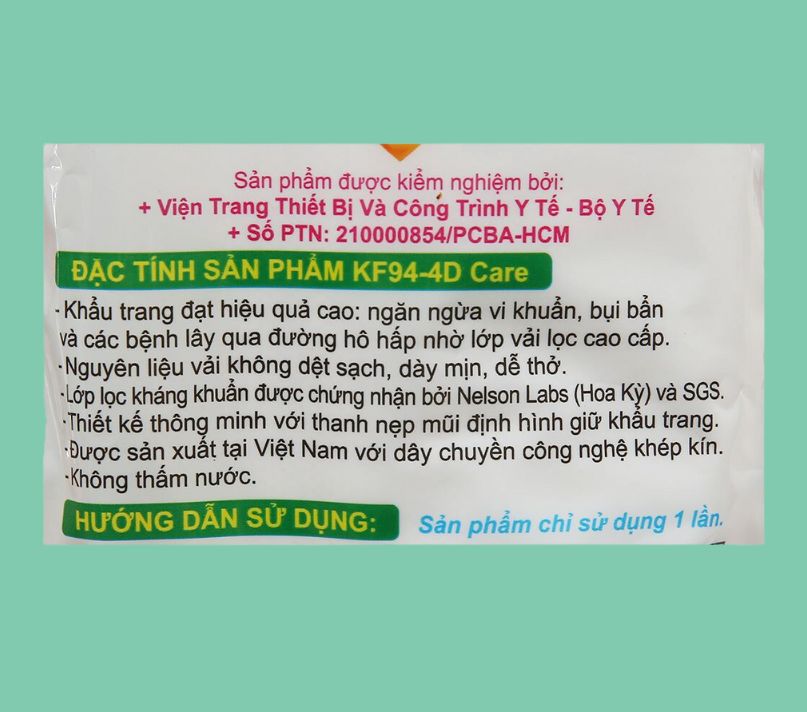 Sản phẩm được kiểm nghiệm bởi:
+ Viện Trang Thiết Bị Và Công Trình Y Tế - Bộ Y Tế
+ Số PTN: 210000854/PCBA-HCM
ĐẶC TÍNH SẢN PHẨM KF94-4D Care
-Khẩu trang đạt hiệu quả cao: ngăn ngừa vi khuẩn, bụi bẩn
và các bệnh lây qua đường hô hấp nhờ lớp vải lọc cao cấp.
-Nguyên liệu vải không dệt sạch, dày mịn, dễ thở.
-Lớp lọc kháng khuẩn được chứng nhận bởi Nelson Labs (Hoa Kỳ) và SGS.
-Thiết kế thông minh với thanh nẹp mũi định hình giữ khẩu trang.
-Được sản xuất tại Việt Nam với dây chuyền công nghệ khép kín.
-Không thấm nước.
HƯỚNG DẪN SỬ DỤNG: Sản phẩm chỉ sử dụng 1 lần.